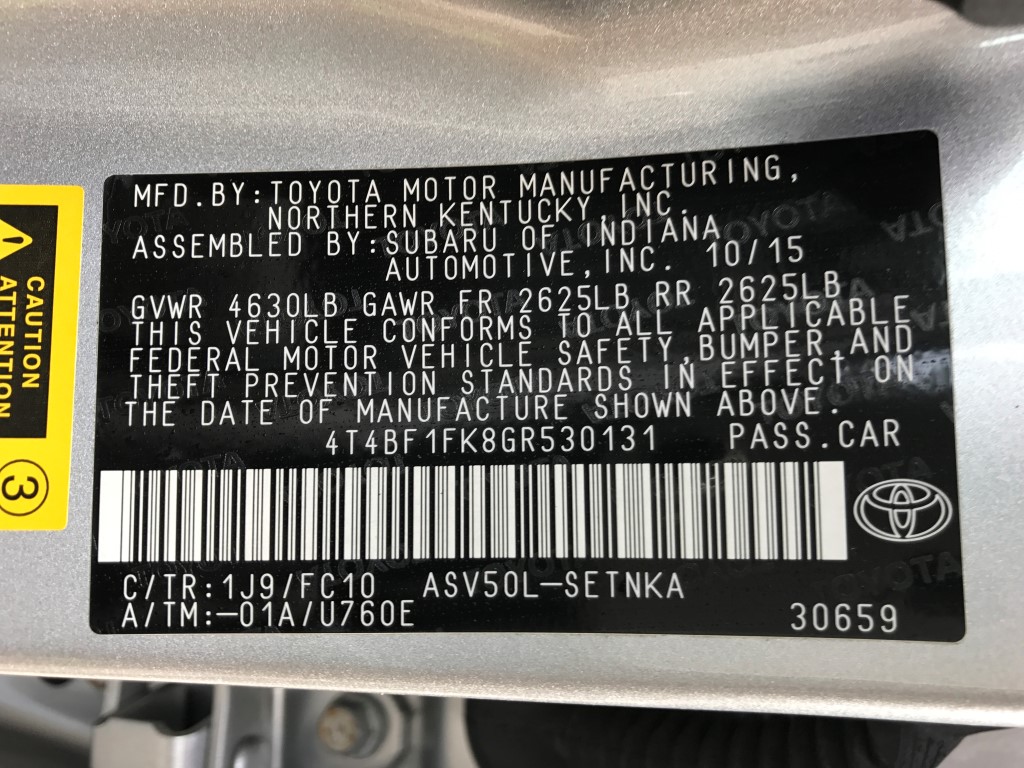 MFD.BY:TOYOTA MOTOR MANUFACTURING,
NORTHERN KENTUCKY,INC.
ASSEMBLED BY:SUBARU OF INDIANA
AUTOMOTIVE,INC. 10/15
GVWR 4630LB GAWR FR 2625LB RR 2625LB
THIS VEHICLE CONFORMS TO ALL APPLICABLE
FEDERAL MOTOR VEHICLE SAFETY,BUMPER,AND
THEFT PREVENTION STANDARDS IN EFFECT ON
THE DATE OF MANUFACTURE SHOWN ABOVE.
4T4BF1FK8GR530131 PASS.CAR
C/TR:1J9/FC10 ASV50L-SETNKA
A/TM:-01A/U760E 30659
CAUTION
ATTENTION
3